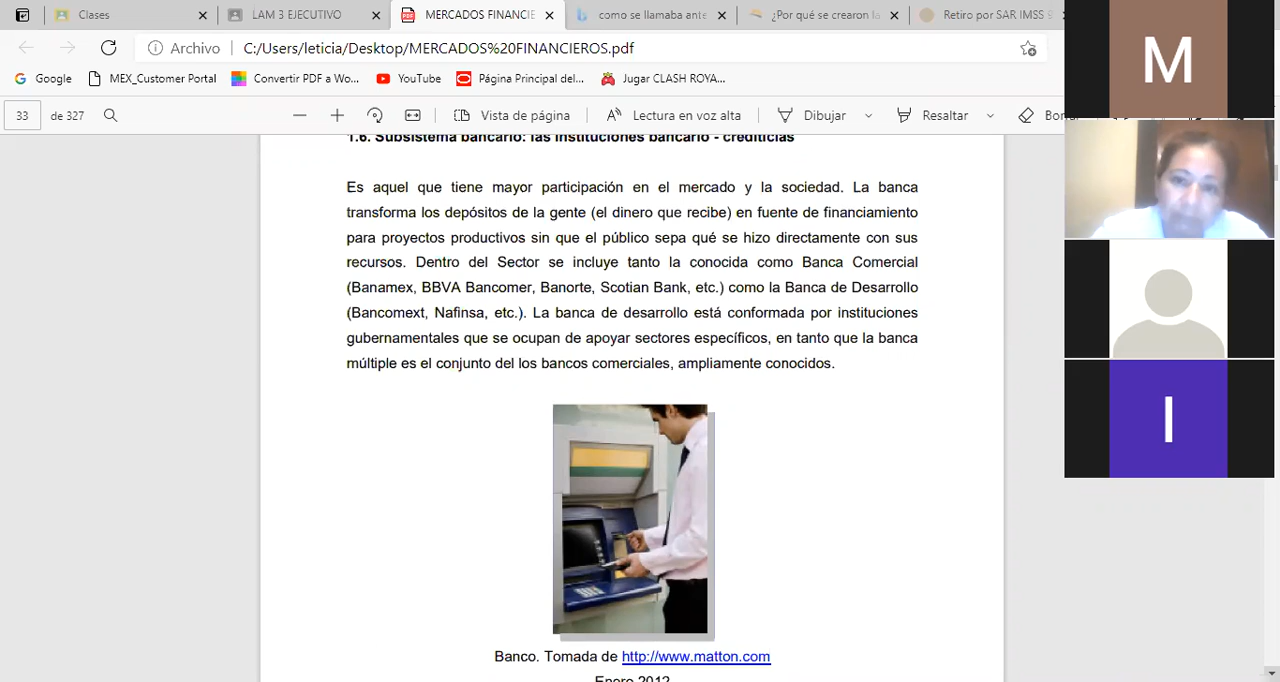 Clases
LAM 3 EJECUTIVO
MERCADOS FINANCIE
como se llamaba ante
¿Por qué se crearon la
Retiro por SAR IMSS 9
Archivo
C:/Users/leticia/Desktop/MERCADOS%20FINANCIEROS.pdf
Google
MEX_Customer Portal
Convertir PDF a Wo...
YouTube
Página Principal del...
Jugar CLASH ROYA...
33 de 327
Vista de página
Lectura en voz alta
Dibujar
Resaltar
M
I
1.6. Subsistema bancario: las instituciones bancario - crediticias
Es aquel que tiene mayor participación en el mercado y la sociedad. La banca
transforma los depósitos de la gente (el dinero que recibe) en fuente de financiamiento
para proyectos productivos sin que el público sepa qué se hizo directamente con sus
recursos. Dentro del Sector se incluye tanto la conocida como Banca Comercial
(Banamex, BBVA Bancomer, Banorte, Scotian Bank, etc.) como la Banca de Desarrollo
(Bancomext, Nafinsa, etc.). La banca de desarrollo está conformada por instituciones
gubernamentales que se ocupan de apoyar sectores específicos, en tanto que la banca
múltiple es el conjunto del los bancos comerciales, ampliamente conocidos.
Banco. Tomada de http://www.matton.com
Enero 2012